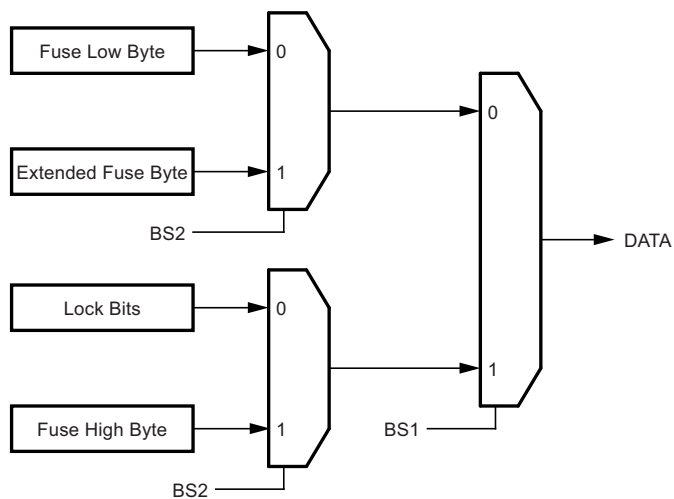 Fuse Low Byte
0
Extended Fuse Byte
1
BS2
0
DATA
Lock Bits
0
1
Fuse High Byte
1
BS1
BS2